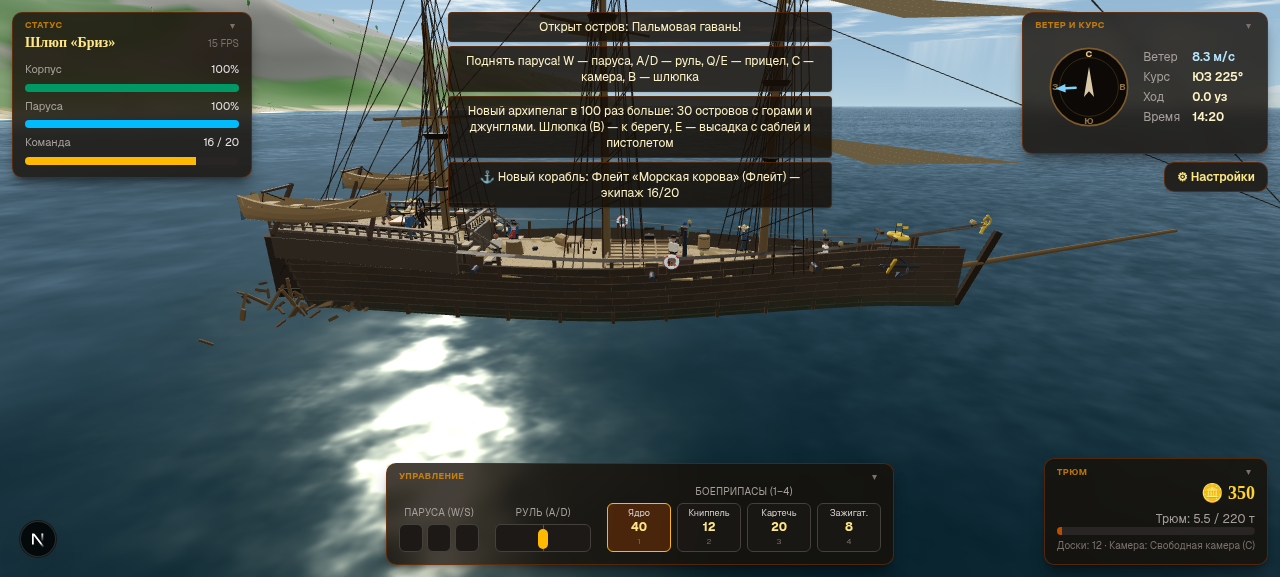 СТАТУС
Шлюп «Бриз»
15 FPS
Корпус 100%
Паруса 100%
Команда 16 / 20
Открыт остров: Пальмовая гавань!
Поднять паруса! W — паруса, A/D — руль, Q/E — прицел, C —
камера, B — шлюпка
Новый архипелаг в 100 раз больше: 30 островов с горами и
джунглями. Шлюпка (B) — к берегу, E — высадка с саблей и
пистолетом
⚓ Новый корабль: Флейт «Морская корова» (Флейт) —
экипаж 16/20
ВЕТЕР И КУРС
С
З
В
Ю
Ветер 8.3 м/с
Курс ЮЗ 225°
Ход 0.0 уз
Время 14:20
⚙ Настройки
УПРАВЛЕНИЕ
ПАРУСА (W/S)
РУЛЬ (A/D)
БОЕПРИПАСЫ (1–4)
Ядро
40
1
Книппель
12
2
Картечь
20
3
Зажигат.
8
4
ТРЮМ
350
Трюм: 5.5 / 220 т
Доски: 12 · Камера: Свободная камера (C)
N